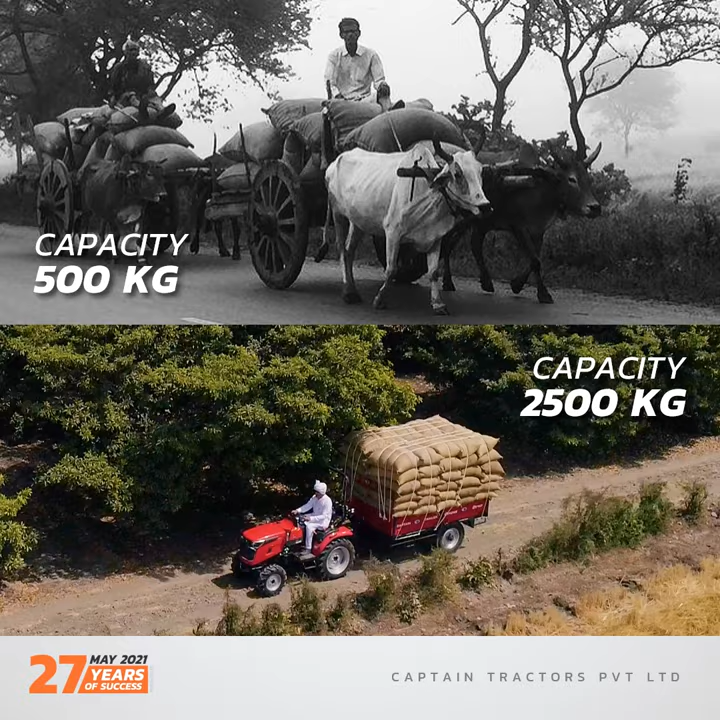 CAPACITY
500 KG
CAPACITY
2500 KG
27 MAY 2021
YEARS
OF SUCCESS
CAPTAIN TRACTORS PVT LTD